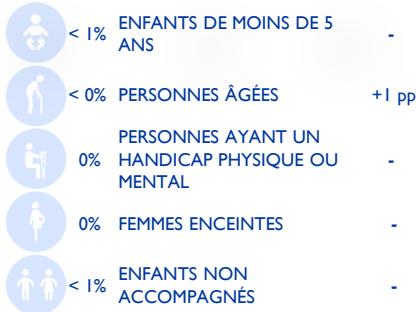 < 1% ENFANTS DE MOINS DE 5 ANS -
< 0% PERSONNES ÂGÉES +1 pp
0% PERSONNES AYANT UN HANDICAP PHYSIQUE OU MENTAL -
0% FEMMES ENCEINTES -
< 1% ENFANTS NON ACCOMPAGNÉS -